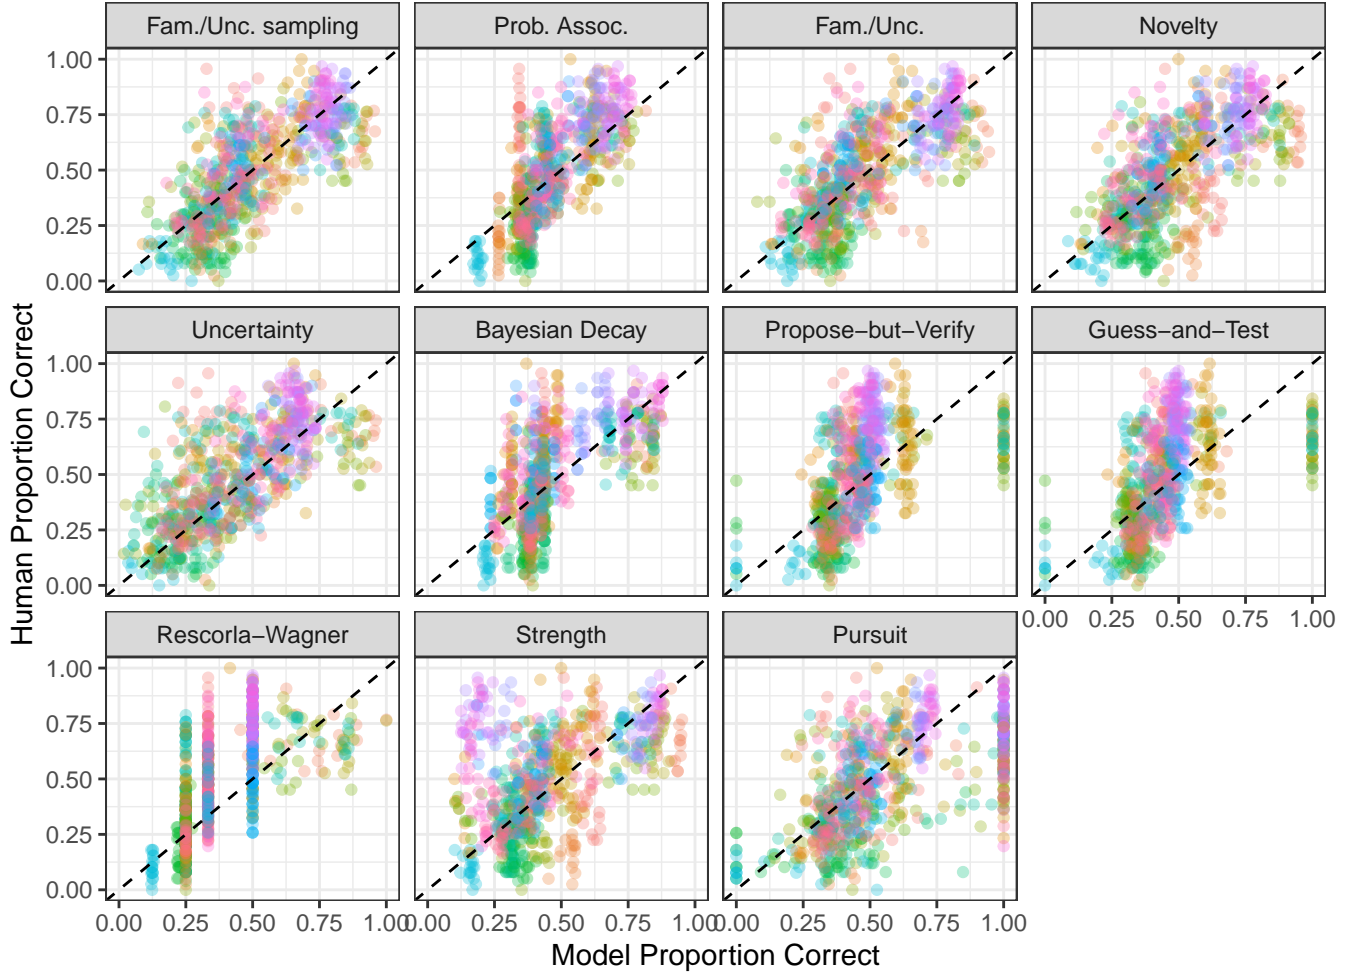 Fam./Unc. sampling
Prob. Assoc.
Fam./Unc.
Novelty
1.00
0.75
0.50
0.25
0.00
Uncertainty
Bayesian Decay
Propose−but−Verify
Guess−and−Test
1.00
0.75
0.50
0.25
0.00
0.00 0.25 0.50 0.75 1.00
Rescorla−Wagner
Strength
Pursuit
1.00
0.75
0.50
0.25
0.00
0.00 0.25 0.50 0.75 1.00
0.00 0.25 0.50 0.75 1.00
0.00 0.25 0.50 0.75 1.00
Model Proportion Correct
Human Proportion Correct